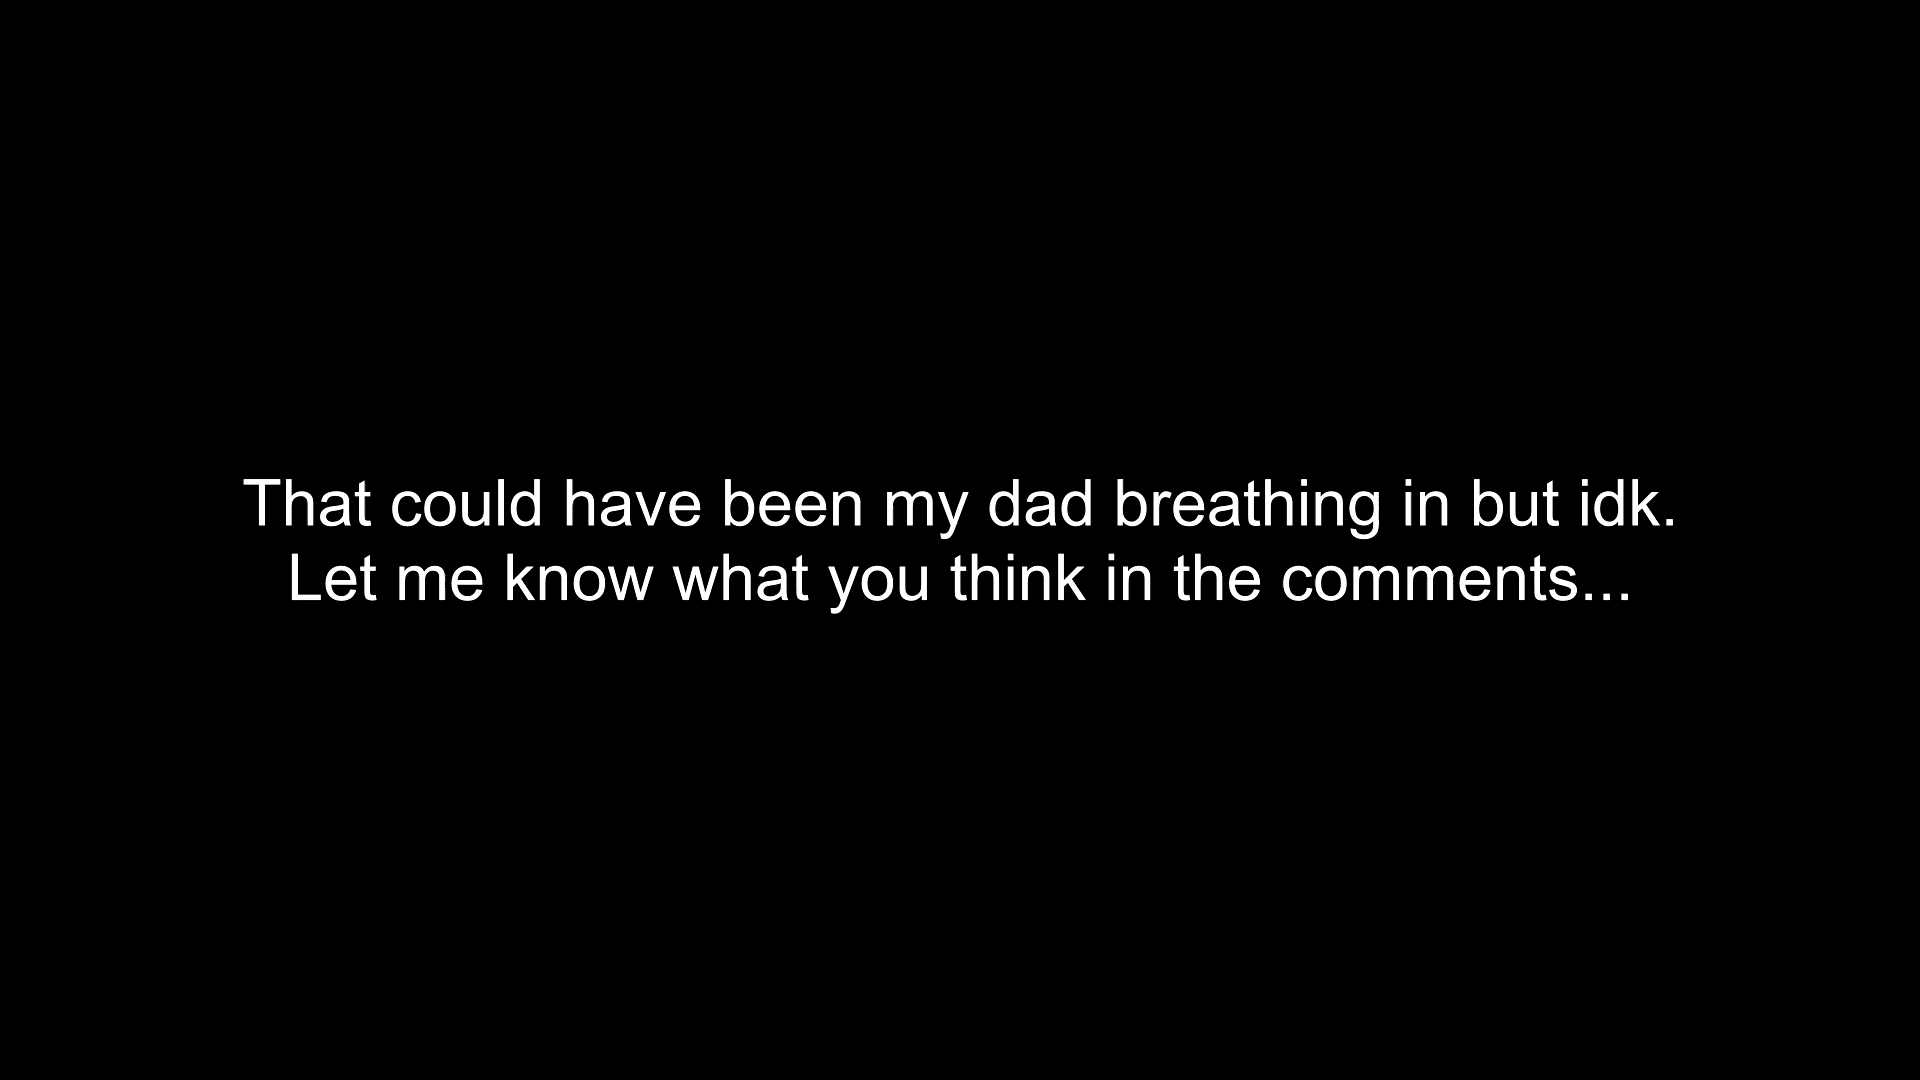 That could have been my dad breathing in but idk.
Let me know what you think in the comments...